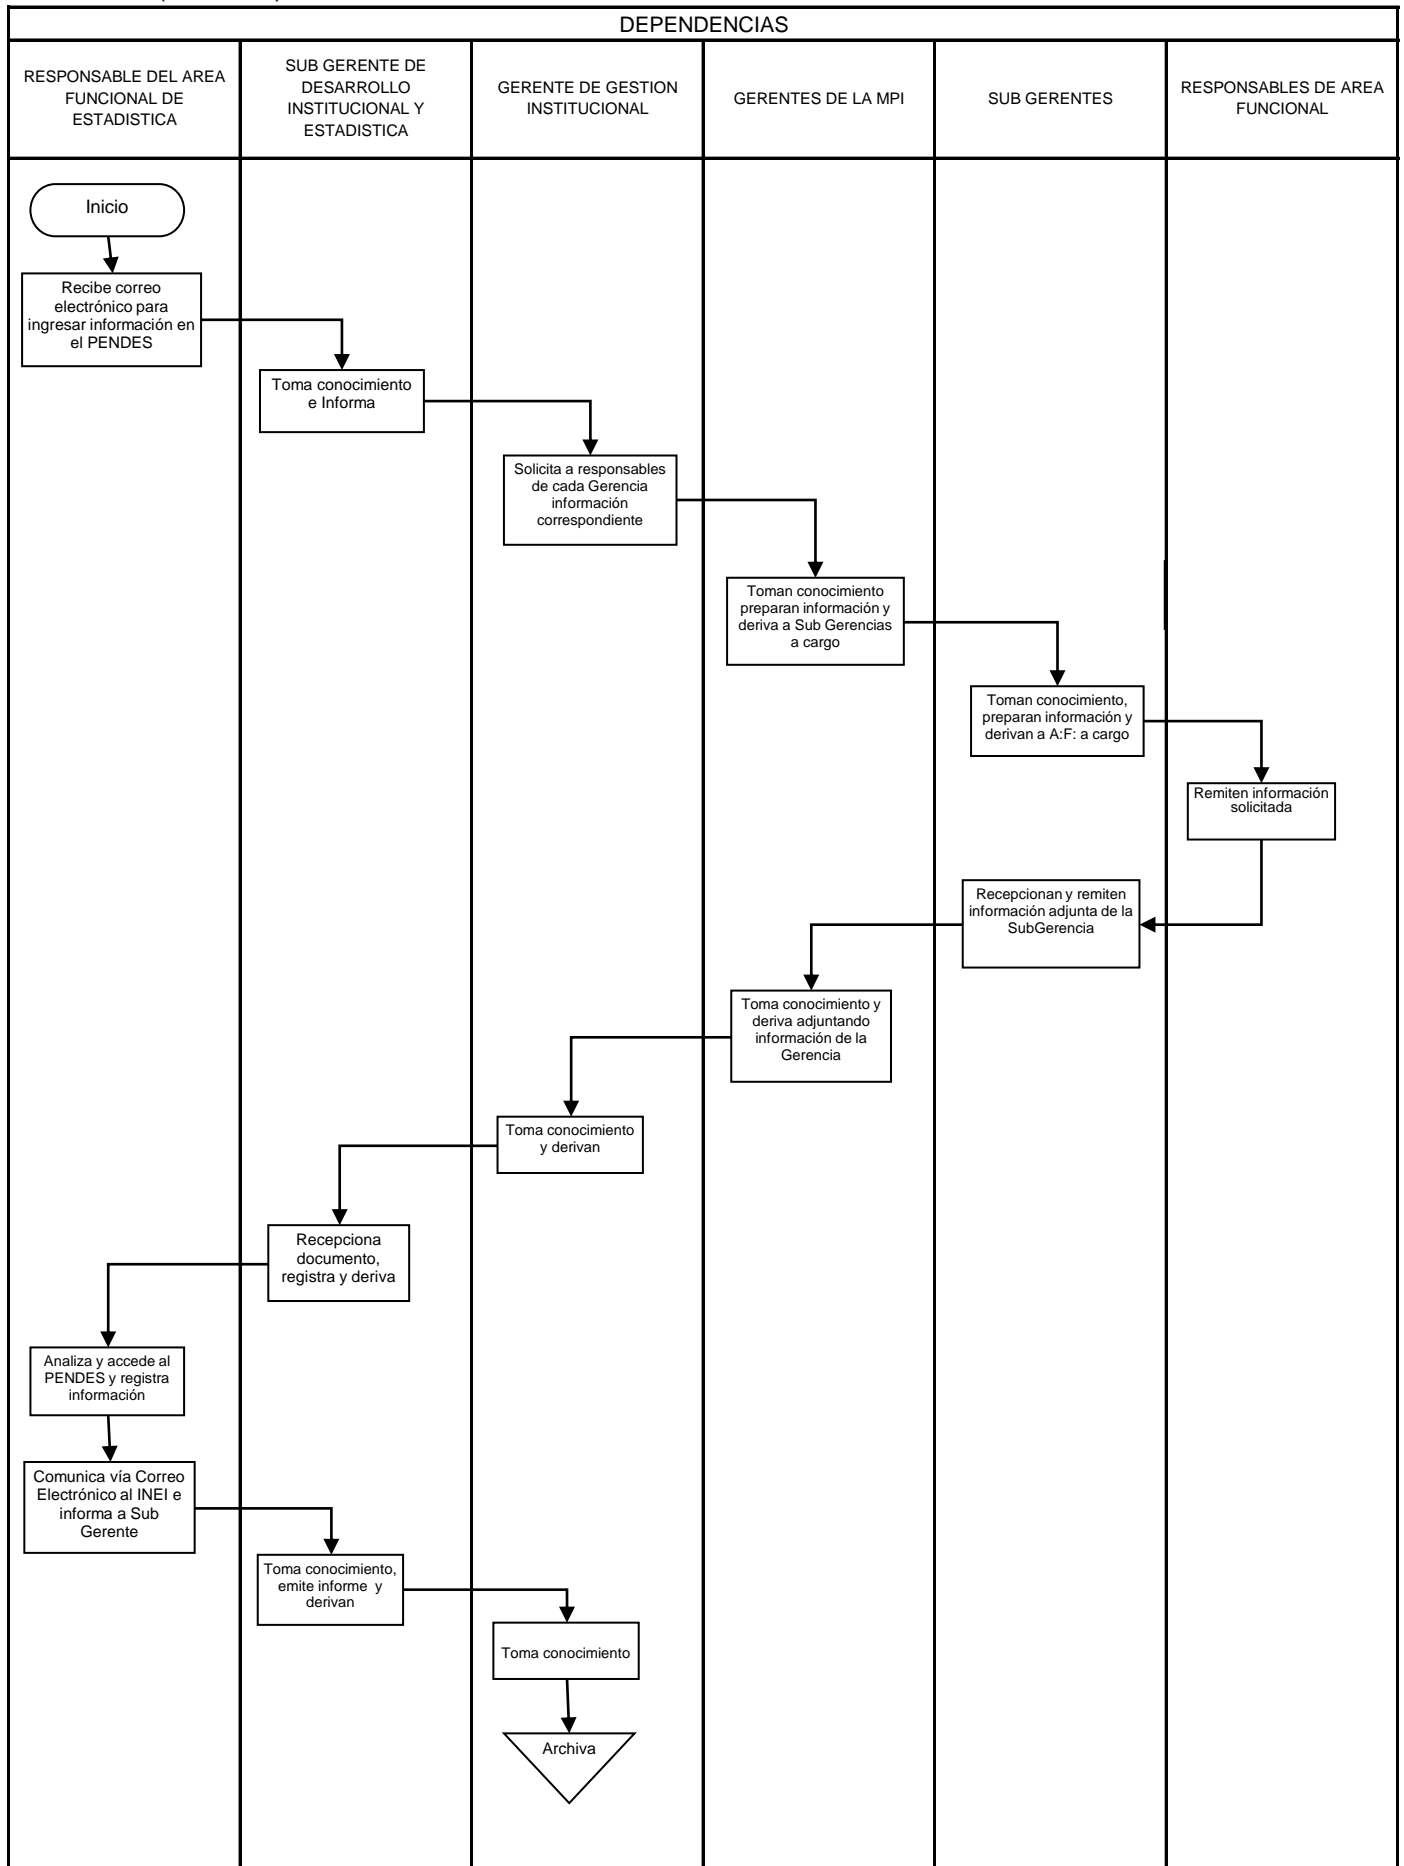 DEPENDENCIAS
RESPONSABLE DEL AREA
FUNCIONAL DE
ESTADISTICA
SUB GERENTE DE
DESARROLLO
INSTITUCIONAL Y
ESTADISTICA
GERENTE DE GESTION
INSTITUCIONAL
GERENTES DE LA MPI
SUB GERENTES
RESPONSABLES DE AREA
FUNCIONAL
Inicio
Recibe correo
electrónico para
ingresar información en
el PENDES
Toma conocimiento
e Informa
Solicita a responsables
de cada Gerencia
información
correspondiente
Toman conocimiento
preparan información y
deriva a Sub Gerencias
a cargo
Toman conocimiento,
preparan información y
derivan a A:F: a cargo
Remiten información
solicitada
Recepcionan y remiten
información adjunta de la
SubGerencia
Toma conocimiento y
deriva adjuntando
información de la
Gerencia
Toma conocimiento
y derivan
Recepciona
documento,
registra y deriva
Analiza y accede al
PENDES y registra
información
Comunica vía Correo
Electrónico al INEI e
informa a Sub
Gerente
Toma conocimiento,
emite informe y
derivan
Toma conocimiento
Archiva